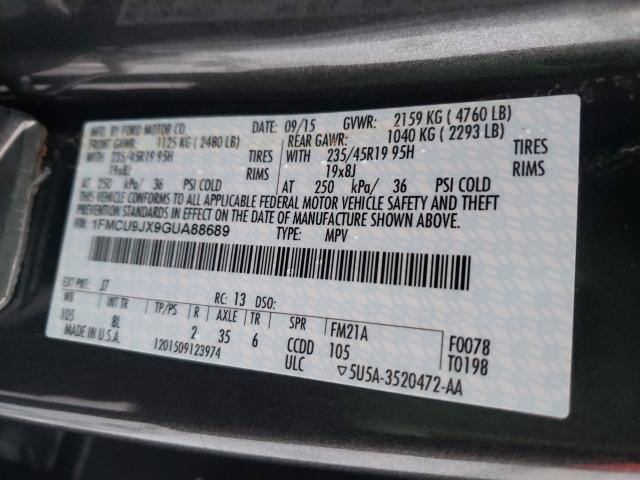 MFD. BY FORD MOTOR CO. DATE: 09/15 GVWR: 2159 KG ( 4760 LB)
FRONT GAWR: 1125 KG ( 2480 LB) REAR GAWR: 1040 KG ( 2293 LB)
WITH 235/45R19 95H TIRES WITH 235/45R19 95H TIRES
19x8J RIMS 19x8J RIMS
AT 250 kPa/ 36 PSI COLD AT 250 kPa/ 36 PSI COLD
THIS VEHICLE CONFORMS TO ALL APPLICABLE FEDERAL MOTOR VEHICLE SAFETY AND THEFT
PREVENTION STANDARDS IN EFFECT ON THE DATE OF MANUFACTURE SHOWN ABOVE.
VIN: 1FMCU9JX9GUA88689 TYPE: MPV
EXT PNT: J7 RC: 13 DSO:
WB INT TR TP/PS R AXLE TR SPR FM21A F0078
105 8L 2 35 6 CCDD 105 T0198
MADE IN U.S.A. 1201509123974 ULC ▽5U5A-3520472-AA